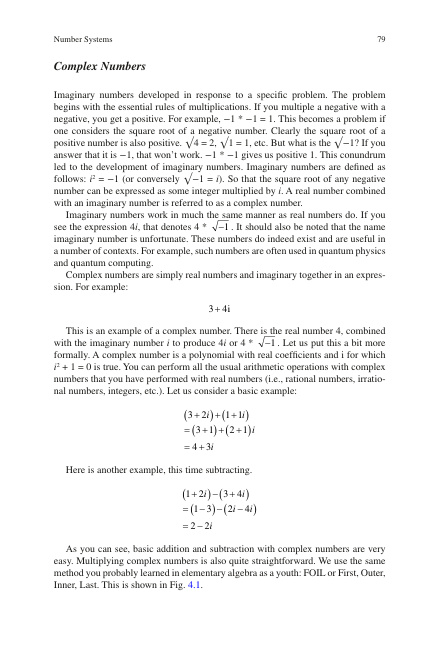 Number Systems 79
Complex Numbers
Imaginary numbers developed in response to a specific problem. The problem
begins with the essential rules of multiplications. If you multiple a negative with a
negative, you get a positive. For example, −1 * −1 = 1. This becomes a problem if
one considers the square root of a negative number. Clearly the square root of a
positive number is also positive. √4 = 2, √1 = 1, etc. But what is the √−1? If you
answer that it is −1, that won't work. −1 * −1 gives us positive 1. This conundrum
led to the development of imaginary numbers. Imaginary numbers are defined as
follows: i² = −1 (or conversely √−1 = i). So that the square root of any negative
number can be expressed as some integer multiplied by i. A real number combined
with an imaginary number is referred to as a complex number.
Imaginary numbers work in much the same manner as real numbers do. If you
see the expression 4i, that denotes 4 * √−1 . It should also be noted that the name
imaginary number is unfortunate. These numbers do indeed exist and are useful in
a number of contexts. For example, such numbers are often used in quantum physics
and quantum computing.
Complex numbers are simply real numbers and imaginary together in an expres-
sion. For example:
3 + 4i
This is an example of a complex number. There is the real number 4, combined
with the imaginary number i to produce 4i or 4 * √−1 . Let us put this a bit more
formally. A complex number is a polynomial with real coefficients and i for which
i² + 1 = 0 is true. You can perform all the usual arithmetic operations with complex
numbers that you have performed with real numbers (i.e., rational numbers, irratio-
nal numbers, integers, etc.). Let us consider a basic example:
(3 + 2i) + (1 + 1i)
= (3 + 1) + (2 + 1)i
= 4 + 3i
Here is another example, this time subtracting.
(1 + 2i) − (3 + 4i)
= (1 − 3) − (2i − 4i)
= 2 − 2i
As you can see, basic addition and subtraction with complex numbers are very
easy. Multiplying complex numbers is also quite straightforward. We use the same
method you probably learned in elementary algebra as a youth: FOIL or First, Outer,
Inner, Last. This is shown in Fig. 4.1.